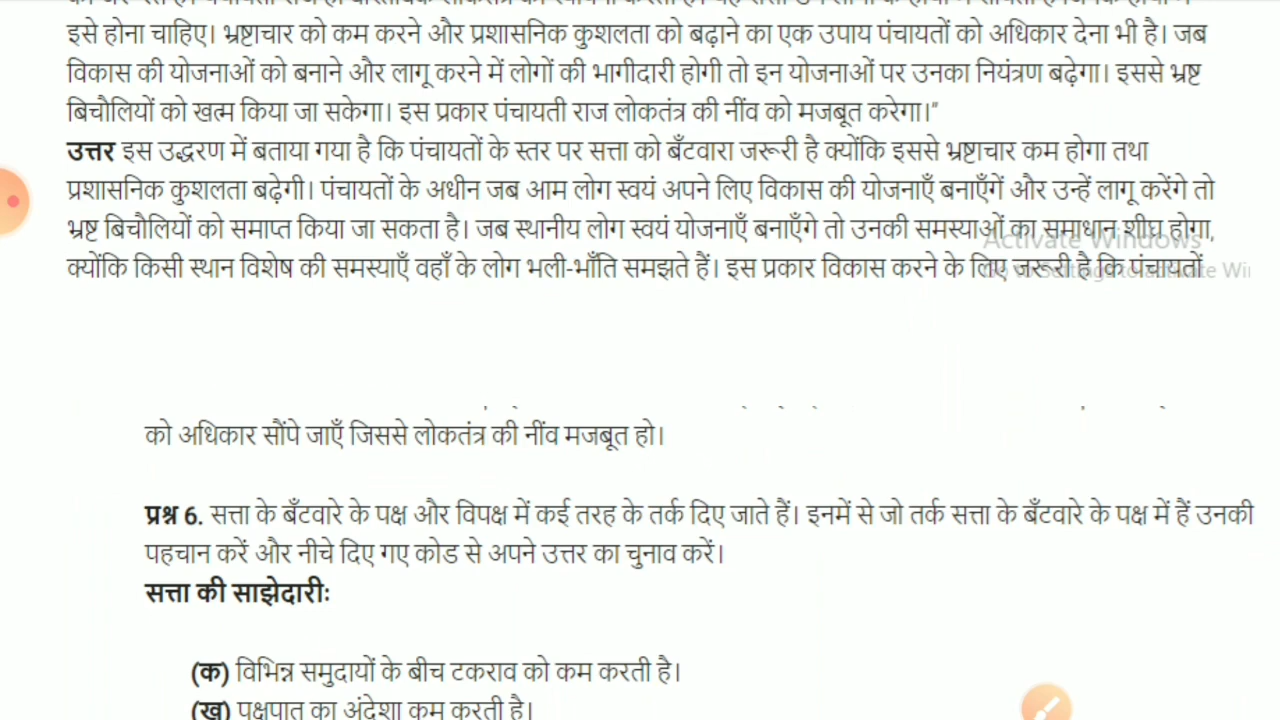 इसे होना चाहिए। भ्रष्टाचार को कम करने और प्रशासनिक कुशलता को बढ़ाने का एक उपाय पंचायतों को अधिकार देना भी है। जब
विकास की योजनाओं को बनाने और लागू करने में लोगों की भागीदारी होगी तो इन योजनाओं पर उनका नियंत्रण बढ़ेगा। इससे भ्रष्ट
बिचौलियों को खत्म किया जा सकेगा। इस प्रकार पंचायती राज लोकतंत्र की नींव को मजबूत करेगा।"
उत्तर इस उद्धरण में बताया गया है कि पंचायतों के स्तर पर सत्ता को बँटवारा जरूरी है क्योंकि इससे भ्रष्टाचार कम होगा तथा
प्रशासनिक कुशलता बढ़ेगी। पंचायतों के अधीन जब आम लोग स्वयं अपने लिए विकास की योजनाएँ बनाएँगें और उन्हें लागू करेंगे तो
भ्रष्ट बिचौलियों को समाप्त किया जा सकता है। जब स्थानीय लोग स्वयं योजनाएँ बनाएँगे तो उनकी समस्याओं का समाधान शीघ्र होगा,
Activate Windows
क्योंकि किसी स्थान विशेष की समस्याएँ वहाँ के लोग भली-भाँति समझते हैं। इस प्रकार विकास करने के लिए जरूरी है कि पंचायतों
Go to Settings to activate Wi
को अधिकार सौंपे जाएँ जिससे लोकतंत्र की नींव मजबूत हो।
प्रश्न 6. सत्ता के बँटवारे के पक्ष और विपक्ष में कई तरह के तर्क दिए जाते हैं। इनमें से जो तर्क सत्ता के बँटवारे के पक्ष में हैं उनकी
पहचान करें और नीचे दिए गए कोड से अपने उत्तर का चुनाव करें।
सत्ता की साझेदारीः
(क) विभिन्न समुदायों के बीच टकराव को कम करती है।
(ख) पक्षपात का अंदेशा कम करती है।